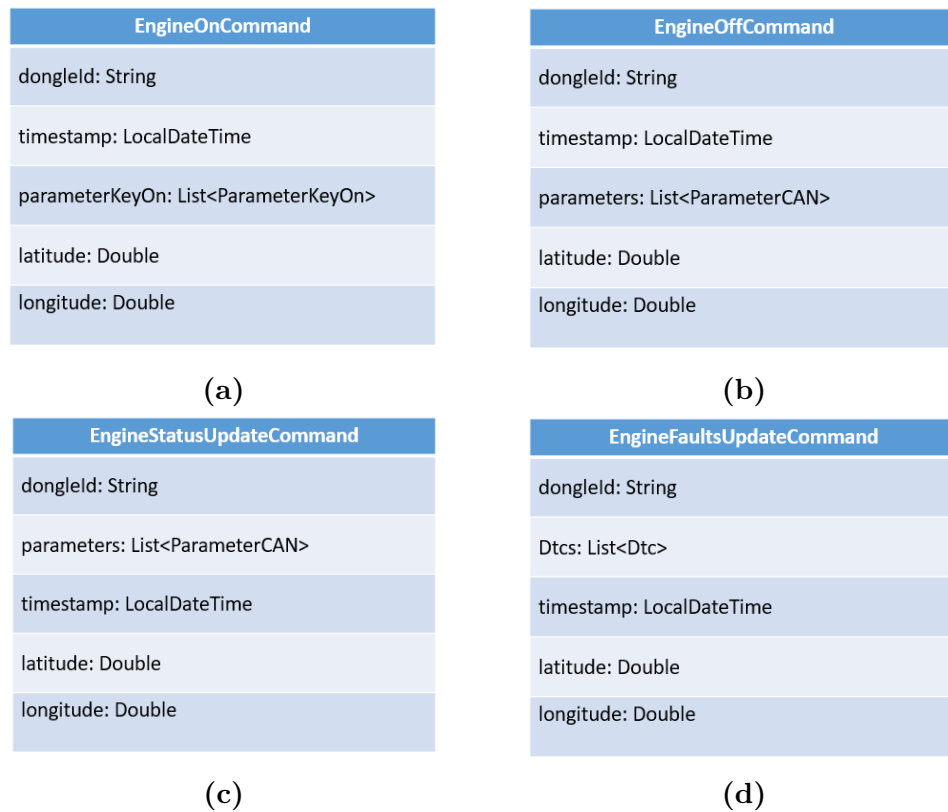 EngineOnCommand
dongleId: String
timestamp: LocalDateTime
parameterKeyOn: List<ParameterKeyOn>
latitude: Double
longitude: Double
(a)
EngineOffCommand
dongleId: String
timestamp: LocalDateTime
parameters: List<ParameterCAN>
latitude: Double
longitude: Double
(b)
EngineStatusUpdateCommand
dongleId: String
parameters: List<ParameterCAN>
timestamp: LocalDateTime
latitude: Double
longitude: Double
(c)
EngineFaultsUpdateCommand
dongleId: String
Dtcs: List<Dtc>
timestamp: LocalDateTime
latitude: Double
longitude: Double
(d)